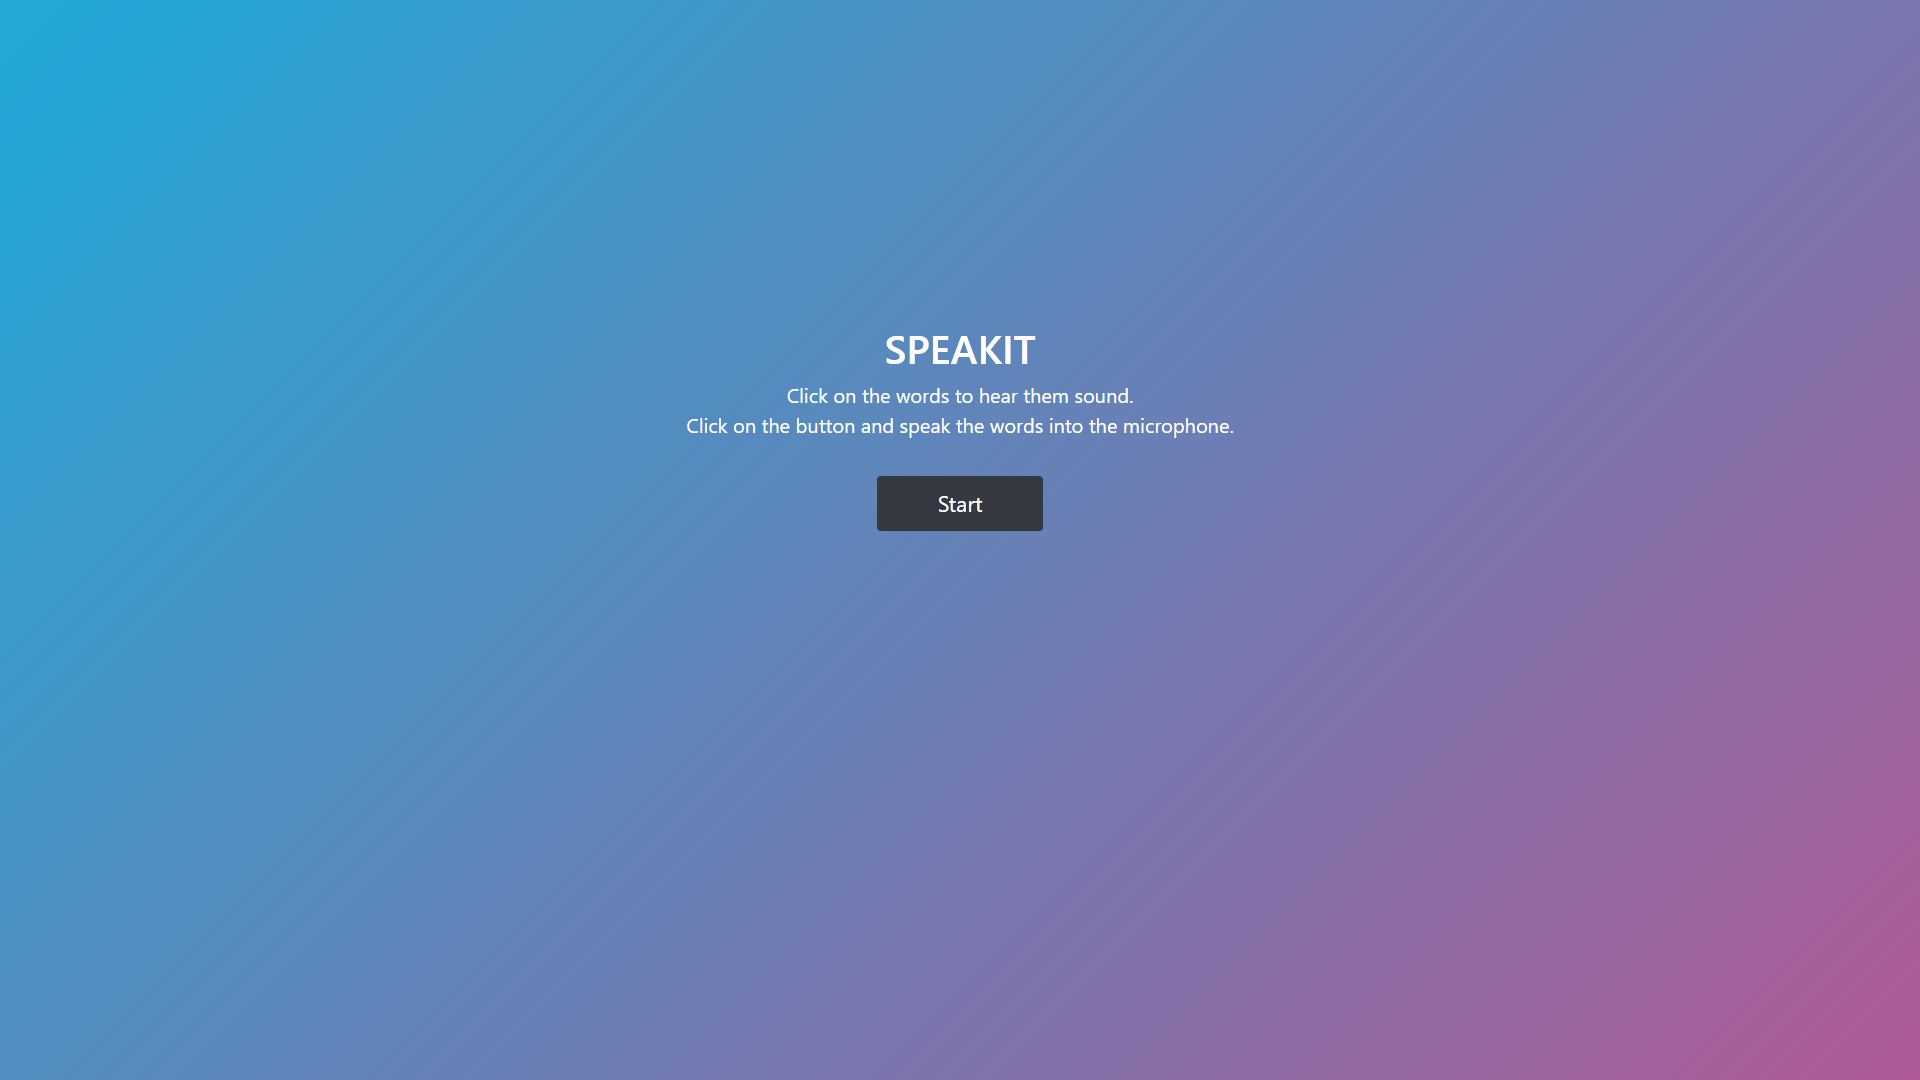 SPEAKIT
Click on the words to hear them sound.
Click on the button and speak the words into the microphone.
Start